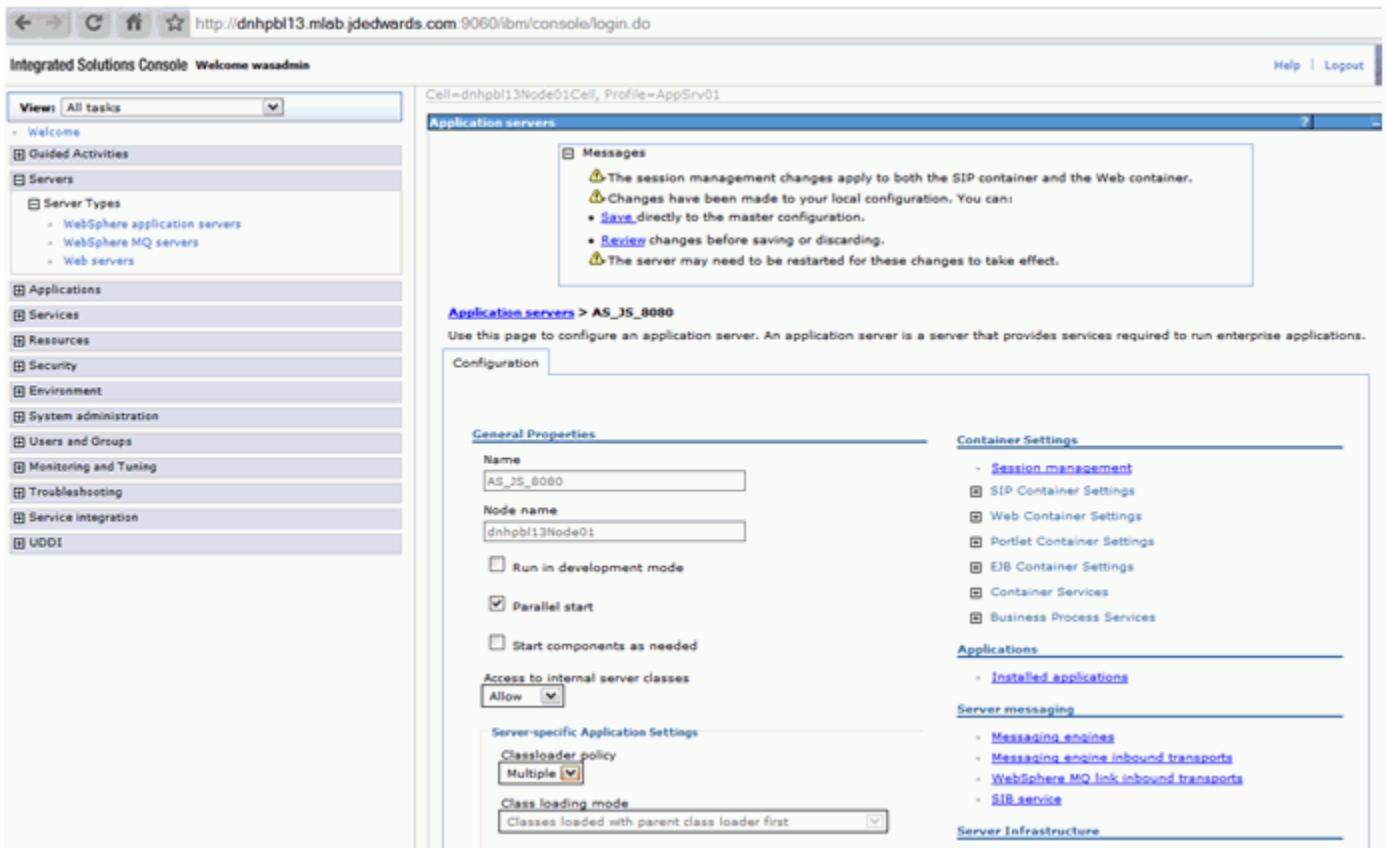 http://dnhpbl13.mlab.jdedwards.com:9060/ibm/console/login.do
Integrated Solutions Console Welcome wasadmin
Help | Logout
View: All tasks
Welcome
Guided Activities
Servers
Server Types
WebSphere application servers
WebSphere MQ servers
Web servers
Applications
Services
Resources
Security
Environment
System administration
Users and Groups
Monitoring and Tuning
Troubleshooting
Service integration
UDDI
Cell=dnhpbl13Node01Cell, Profile=AppSrv01
Application servers ? -
Messages
The session management changes apply to both the SIP container and the Web container.
Changes have been made to your local configuration. You can:
• Save directly to the master configuration.
• Review changes before saving or discarding.
The server may need to be restarted for these changes to take effect.
Application servers > AS_JS_8080
Use this page to configure an application server. An application server is a server that provides services required to run enterprise applications.
Configuration
General Properties
Name
AS_JS_8080
Node name
dnhpbl13Node01
Run in development mode
Parallel start
Start components as needed
Access to internal server classes
Allow
Server-specific Application Settings
Classloader policy
Multiple
Class loading mode
Classes loaded with parent class loader first
Container Settings
Session management
SIP Container Settings
Web Container Settings
Portlet Container Settings
EJB Container Settings
Container Services
Business Process Services
Applications
Installed applications
Server messaging
Messaging engines
Messaging engine inbound transports
WebSphere MQ link inbound transports
SIB service
Server Infrastructure